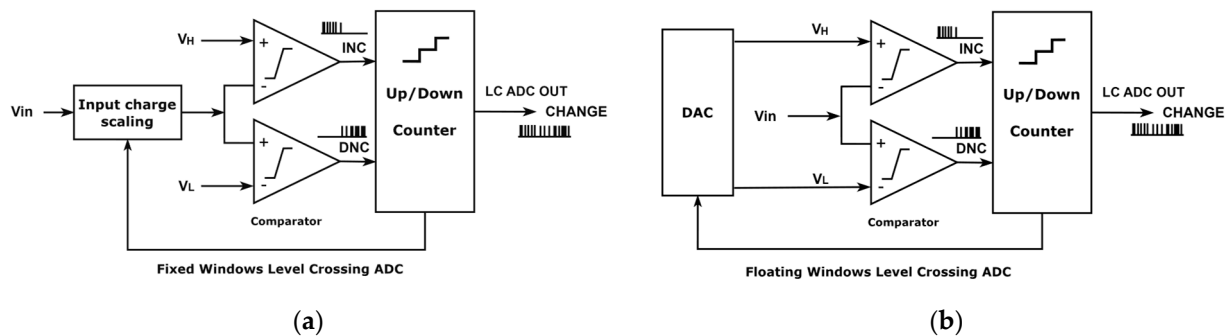 Vin
Input charge
scaling
VH
+
-
INC
+
-
DNC
VL
Comparator
Up/Down
Counter
LC ADC OUT
CHANGE
Fixed Windows Level Crossing ADC
(a)
DAC
VH
+
-
INC
Vin
+
-
DNC
VL
Comparator
Up/Down
Counter
LC ADC OUT
CHANGE
Floating Windows Level Crossing ADC
(b)